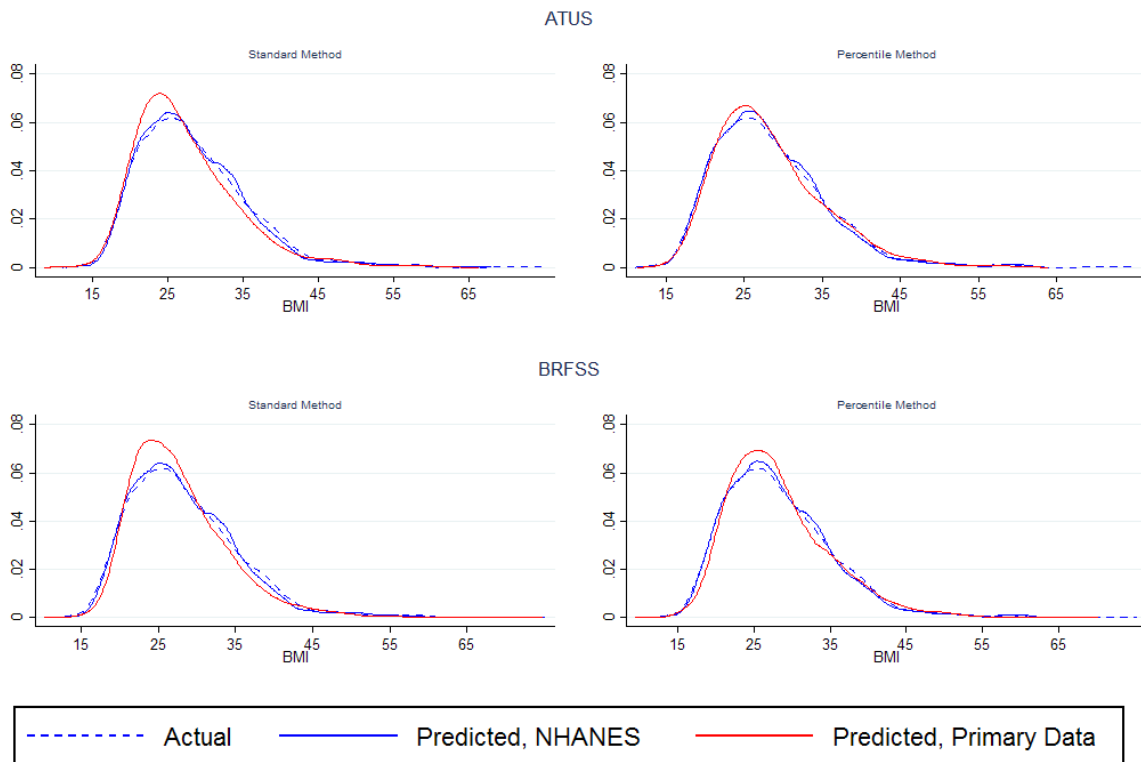 ATUS
Standard Method
Percentile Method
.08
.06
.04
.02
0
15 25 35 45 55 65
BMI
.08
.06
.04
.02
0
15 25 35 45 55 65
BMI
BRFSS
Standard Method
Percentile Method
.08
.06
.04
.02
0
15 25 35 45 55 65
BMI
.08
.06
.04
.02
0
15 25 35 45 55 65
BMI
Actual Predicted, NHANES Predicted, Primary Data